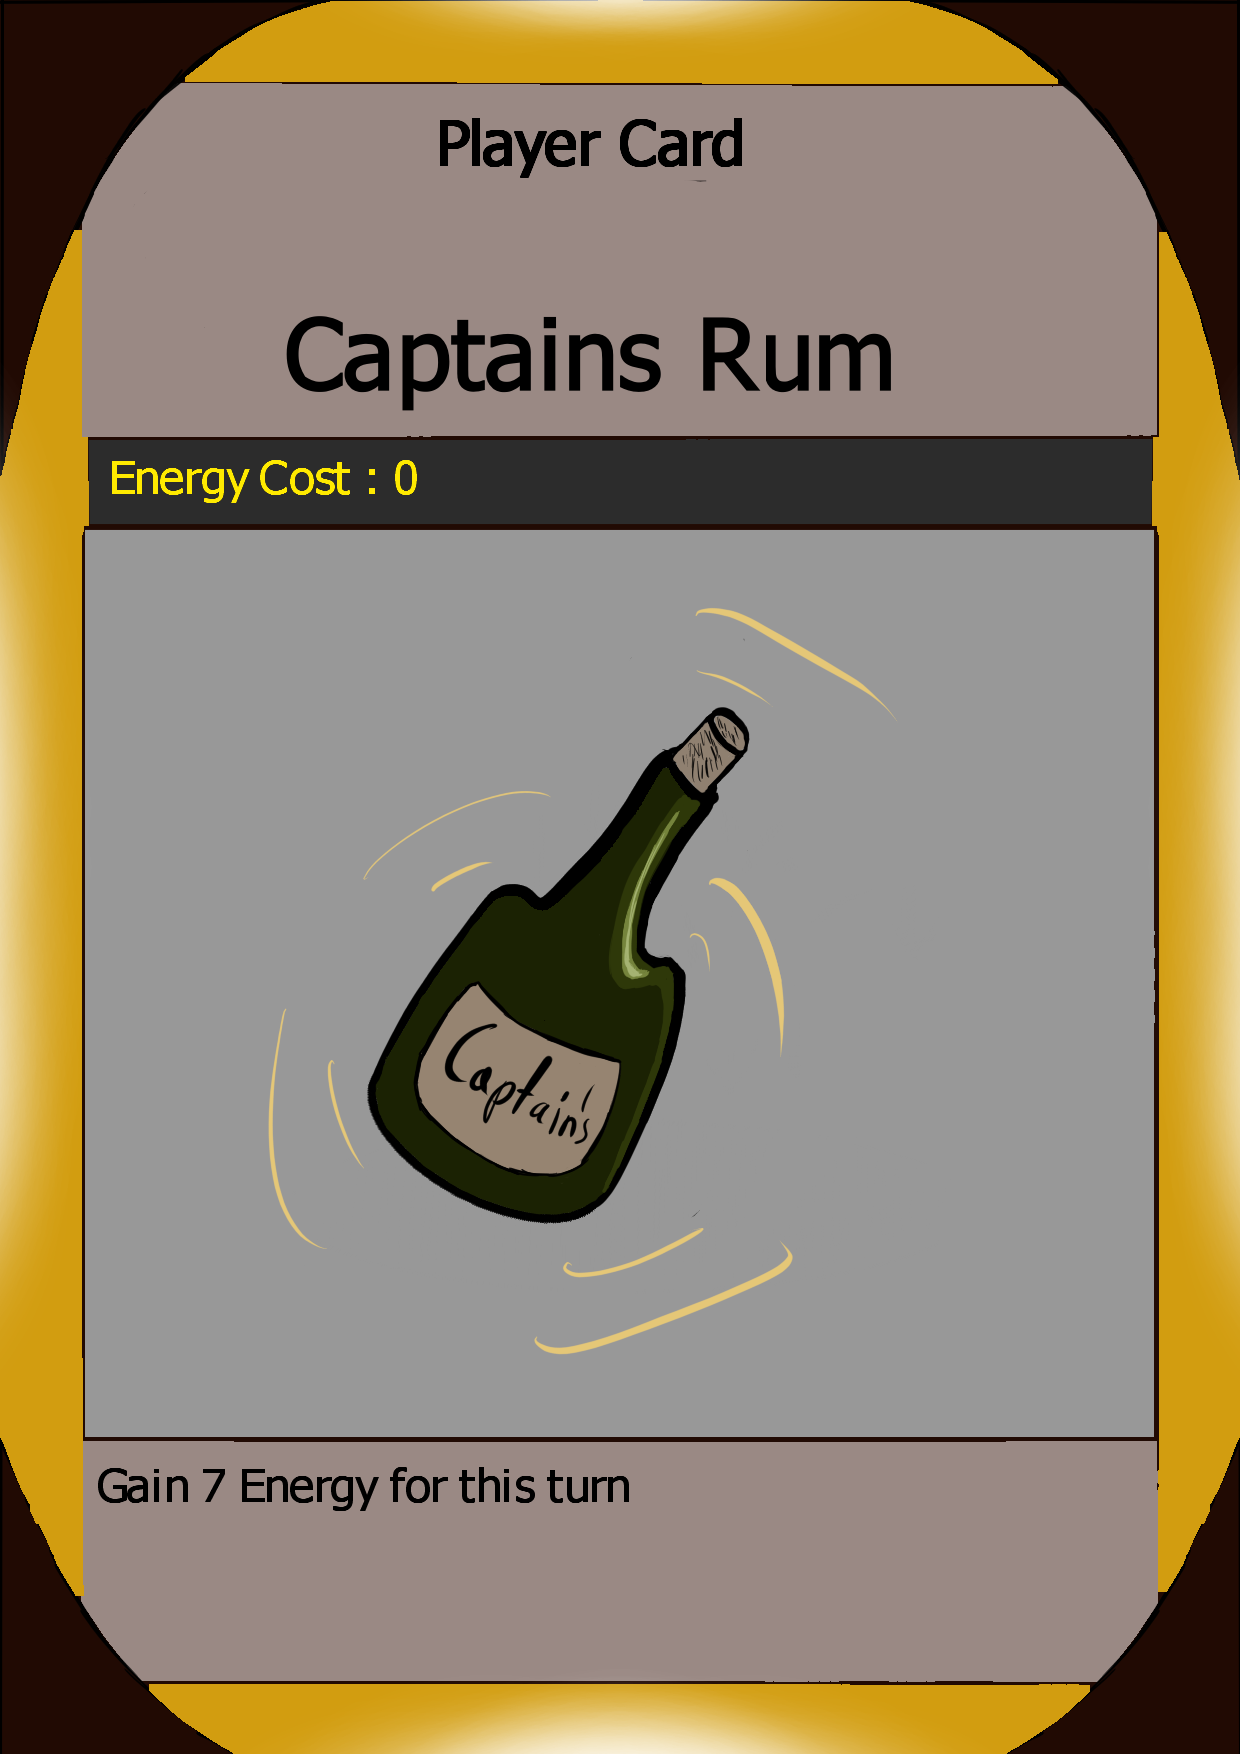 Player Card
Captains Rum
Energy Cost : 0
Captain's
Gain 7 Energy for this turn